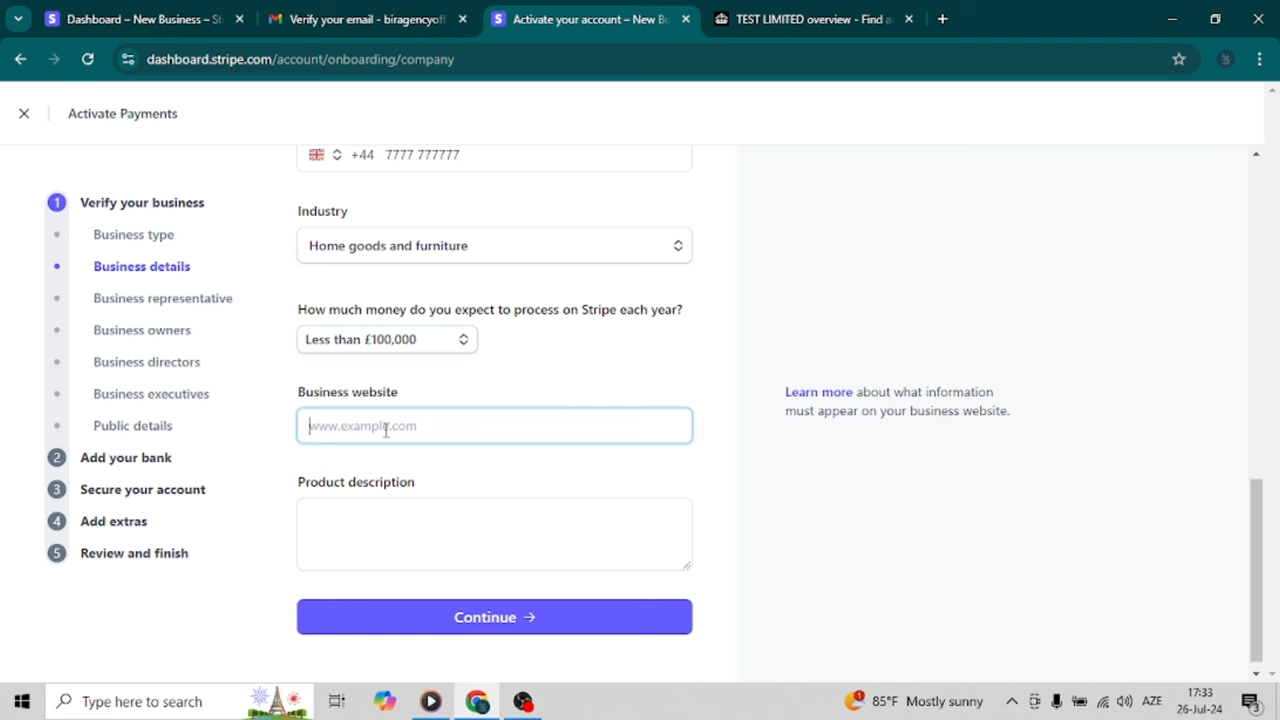 Dashboard – New Business – St
Verify your email - biragencyoff
Activate your account – New Bu
TEST LIMITED overview - Find a
dashboard.stripe.com/account/onboarding/company
Activate Payments
+44 7777 777777
1 Verify your business
Business type
Business details
Business representative
Business owners
Business directors
Business executives
Public details
2 Add your bank
3 Secure your account
4 Add extras
5 Review and finish
Industry
Home goods and furniture
How much money do you expect to process on Stripe each year?
Less than £100,000
Business website
www.example.com
Product description
Continue →
Learn more about what information
must appear on your business website.
Type here to search
1
85°F Mostly sunny
AZE
17:33
26-Jul-24
3